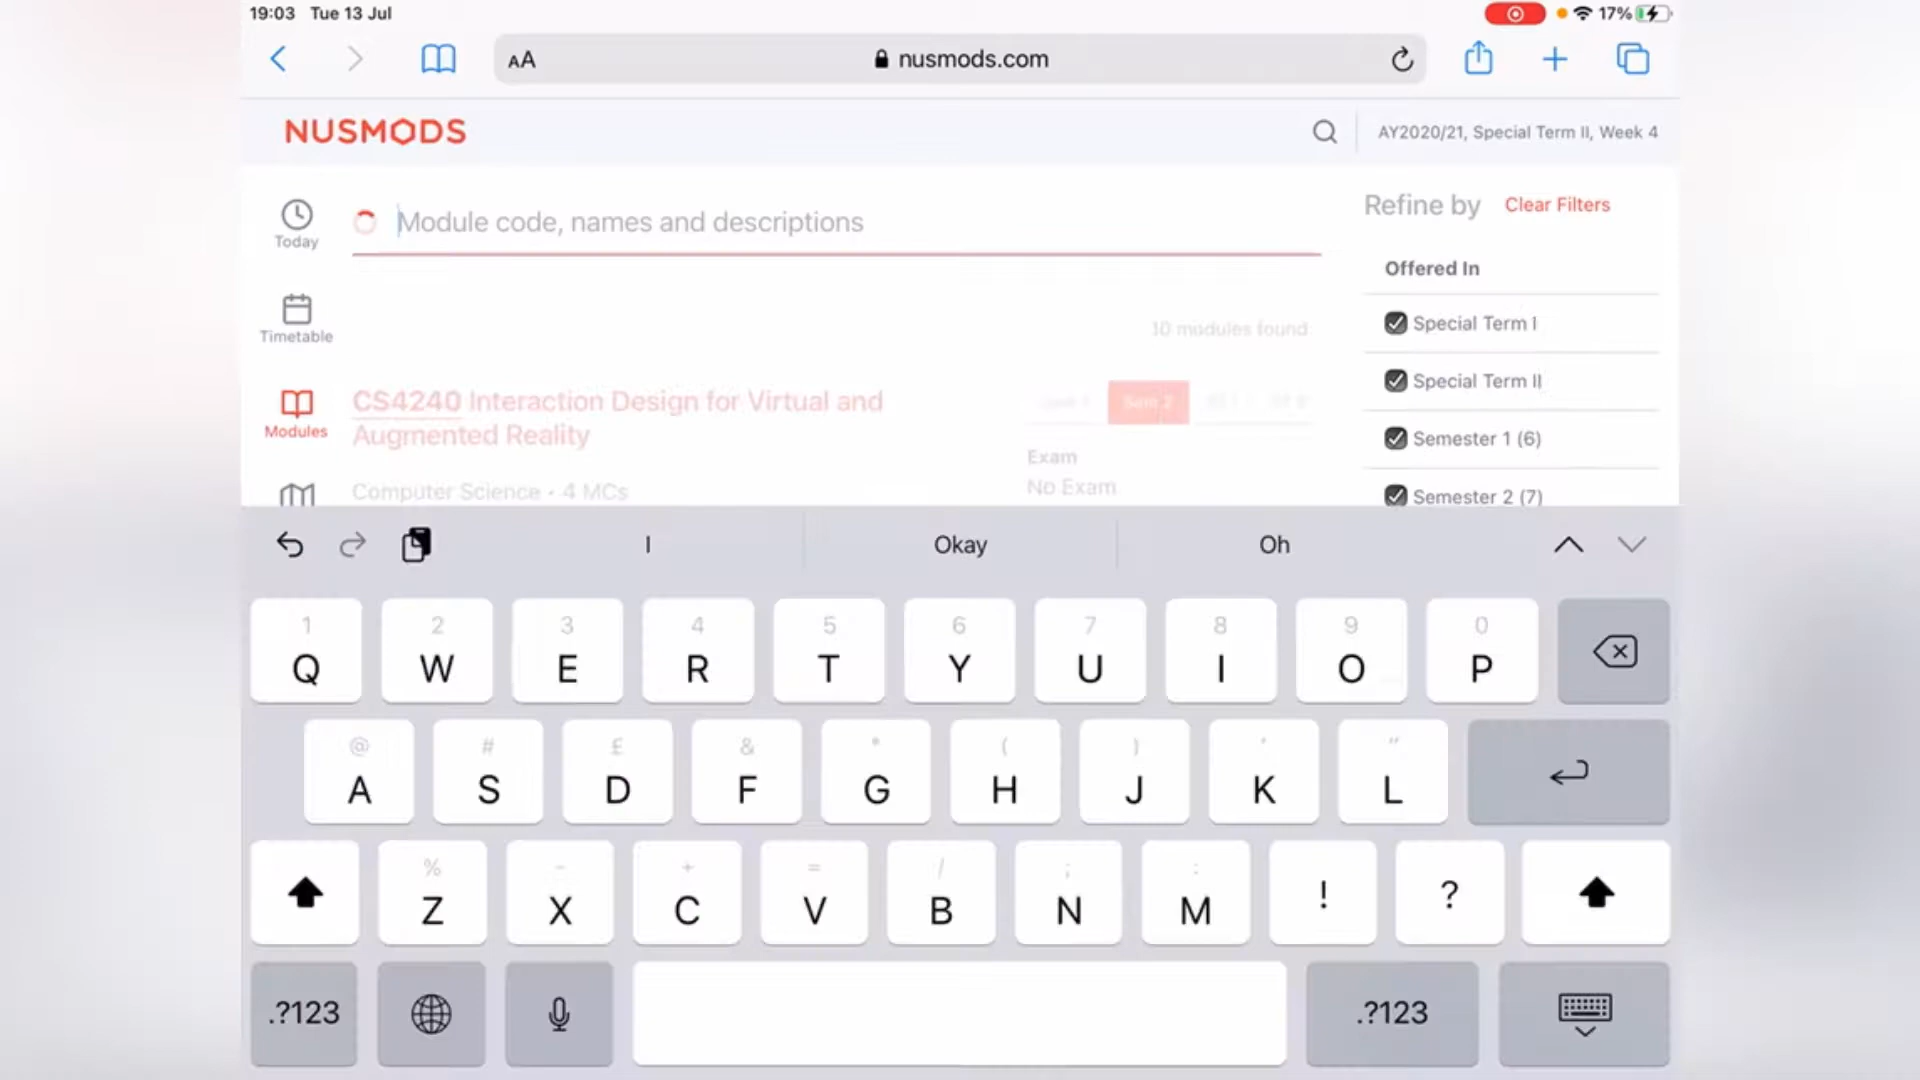 19:03 Tue 13 Jul
17%
AA
nusmods.com
NUSMODS
AY2020/21, Special Term II, Week 4
Today
Module code, names and descriptions
Refine by
Clear Filters
Offered In
Timetable
10 modules found
Special Term I
Special Term II
Modules
CS4240 Interaction Design for Virtual and
Augmented Reality
Sem 2
Exam
No Exam
Semester 1 (6)
Computer Science • 4 MCs
Semester 2 (7)
I Okay Oh
1 2 3 4 5 6 7 8 9 0
Q W E R T Y U I O P
@ # £ & * ( ) ' "
A S D F G H J K L
% - + = / ; :
Z X C V B N M ! ?
.?123 .?123